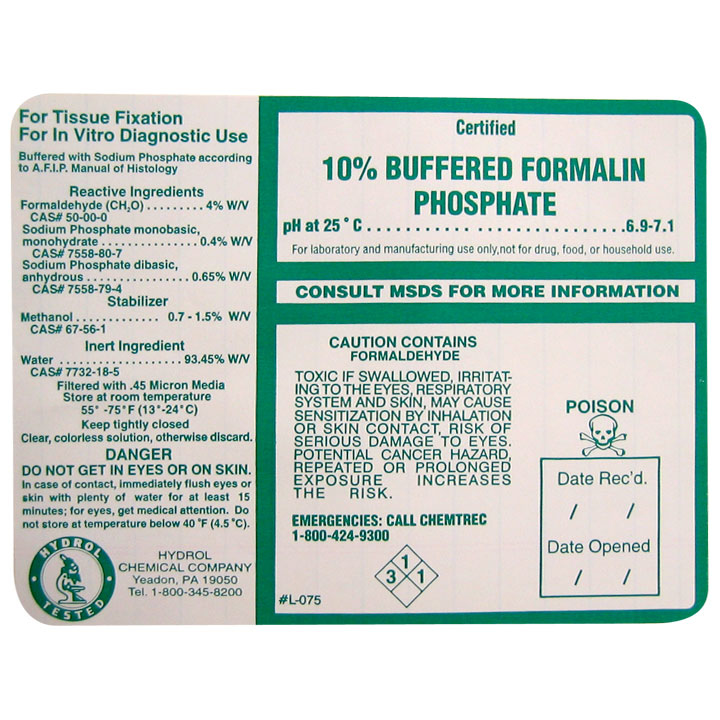 For Tissue Fixation
For In Vitro Diagnostic Use
Buffered with Sodium Phosphate according
to A.F.I.P. Manual of Histology
Reactive Ingredients
Formaldehyde (CH₂O) ......... 4% W/V
CAS# 50-00-0
Sodium Phosphate monobasic,
monohydrate ................ 0.4% W/V
CAS# 7558-80-7
Sodium Phosphate dibasic,
anhydrous .................. 0.65% W/V
CAS# 7558-79-4
Stabilizer
Methanol ............. 0.7 - 1.5% W/V
CAS# 67-56-1
Inert Ingredient
Water .................... 93.45% W/V
CAS# 7732-18-5
Filtered with .45 Micron Media
Store at room temperature
55° -75°F (13°-24°C)
Keep tightly closed
Clear, colorless solution, otherwise discard.
DANGER
DO NOT GET IN EYES OR ON SKIN.
In case of contact, immediately flush eyes or
skin with plenty of water for at least 15
minutes; for eyes, get medical attention. Do
not store at temperature below 40°F (4.5°C).
HYDROL
TESTED
HYDROL
CHEMICAL COMPANY
Yeadon, PA 19050
Tel. 1-800-345-8200
Certified
10% BUFFERED FORMALIN
PHOSPHATE
pH at 25°C ........................... 6.9-7.1
For laboratory and manufacturing use only,not for drug, food, or household use.
CONSULT MSDS FOR MORE INFORMATION
CAUTION CONTAINS
FORMALDEHYDE
TOXIC IF SWALLOWED, IRRITAT-
ING TO THE EYES, RESPIRATORY
SYSTEM AND SKIN, MAY CAUSE
SENSITIZATION BY INHALATION
OR SKIN CONTACT, RISK OF
SERIOUS DAMAGE TO EYES.
POTENTIAL CANCER HAZARD,
REPEATED OR PROLONGED
EXPOSURE INCREASES
THE RISK.
EMERGENCIES: CALL CHEMTREC
1-800-424-9300
1
3 1
#L-075
POISON
Date Rec'd.
/ /
Date Opened
/ /